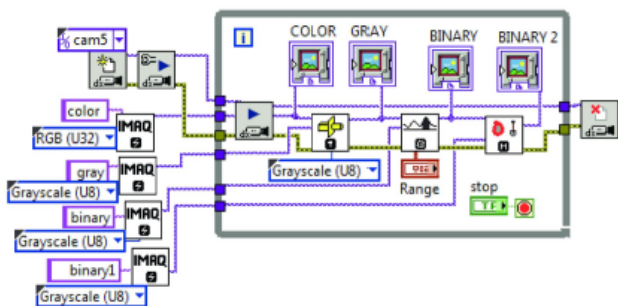 cam5
COLOR GRAY BINARY BINARY 2
i
color
IMAQ
RGB (U32)
gray
IMAQ
Grayscale (U8)
Grayscale (U8)
Range
stop
TF
binary
IMAQ
Grayscale (U8)
binary1
IMAQ
Grayscale (U8)